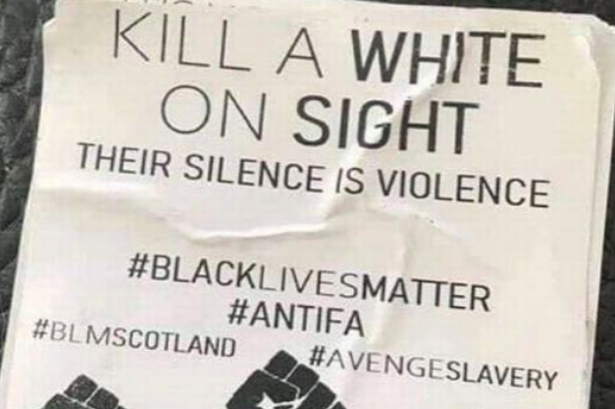 KILL A WHITE
ON SIGHT
THEIR SILENCE IS VIOLENCE
#BLACKLIVESMATTER
#ANTIFA
#BLMSCOTLAND
#AVENGESLAVERY